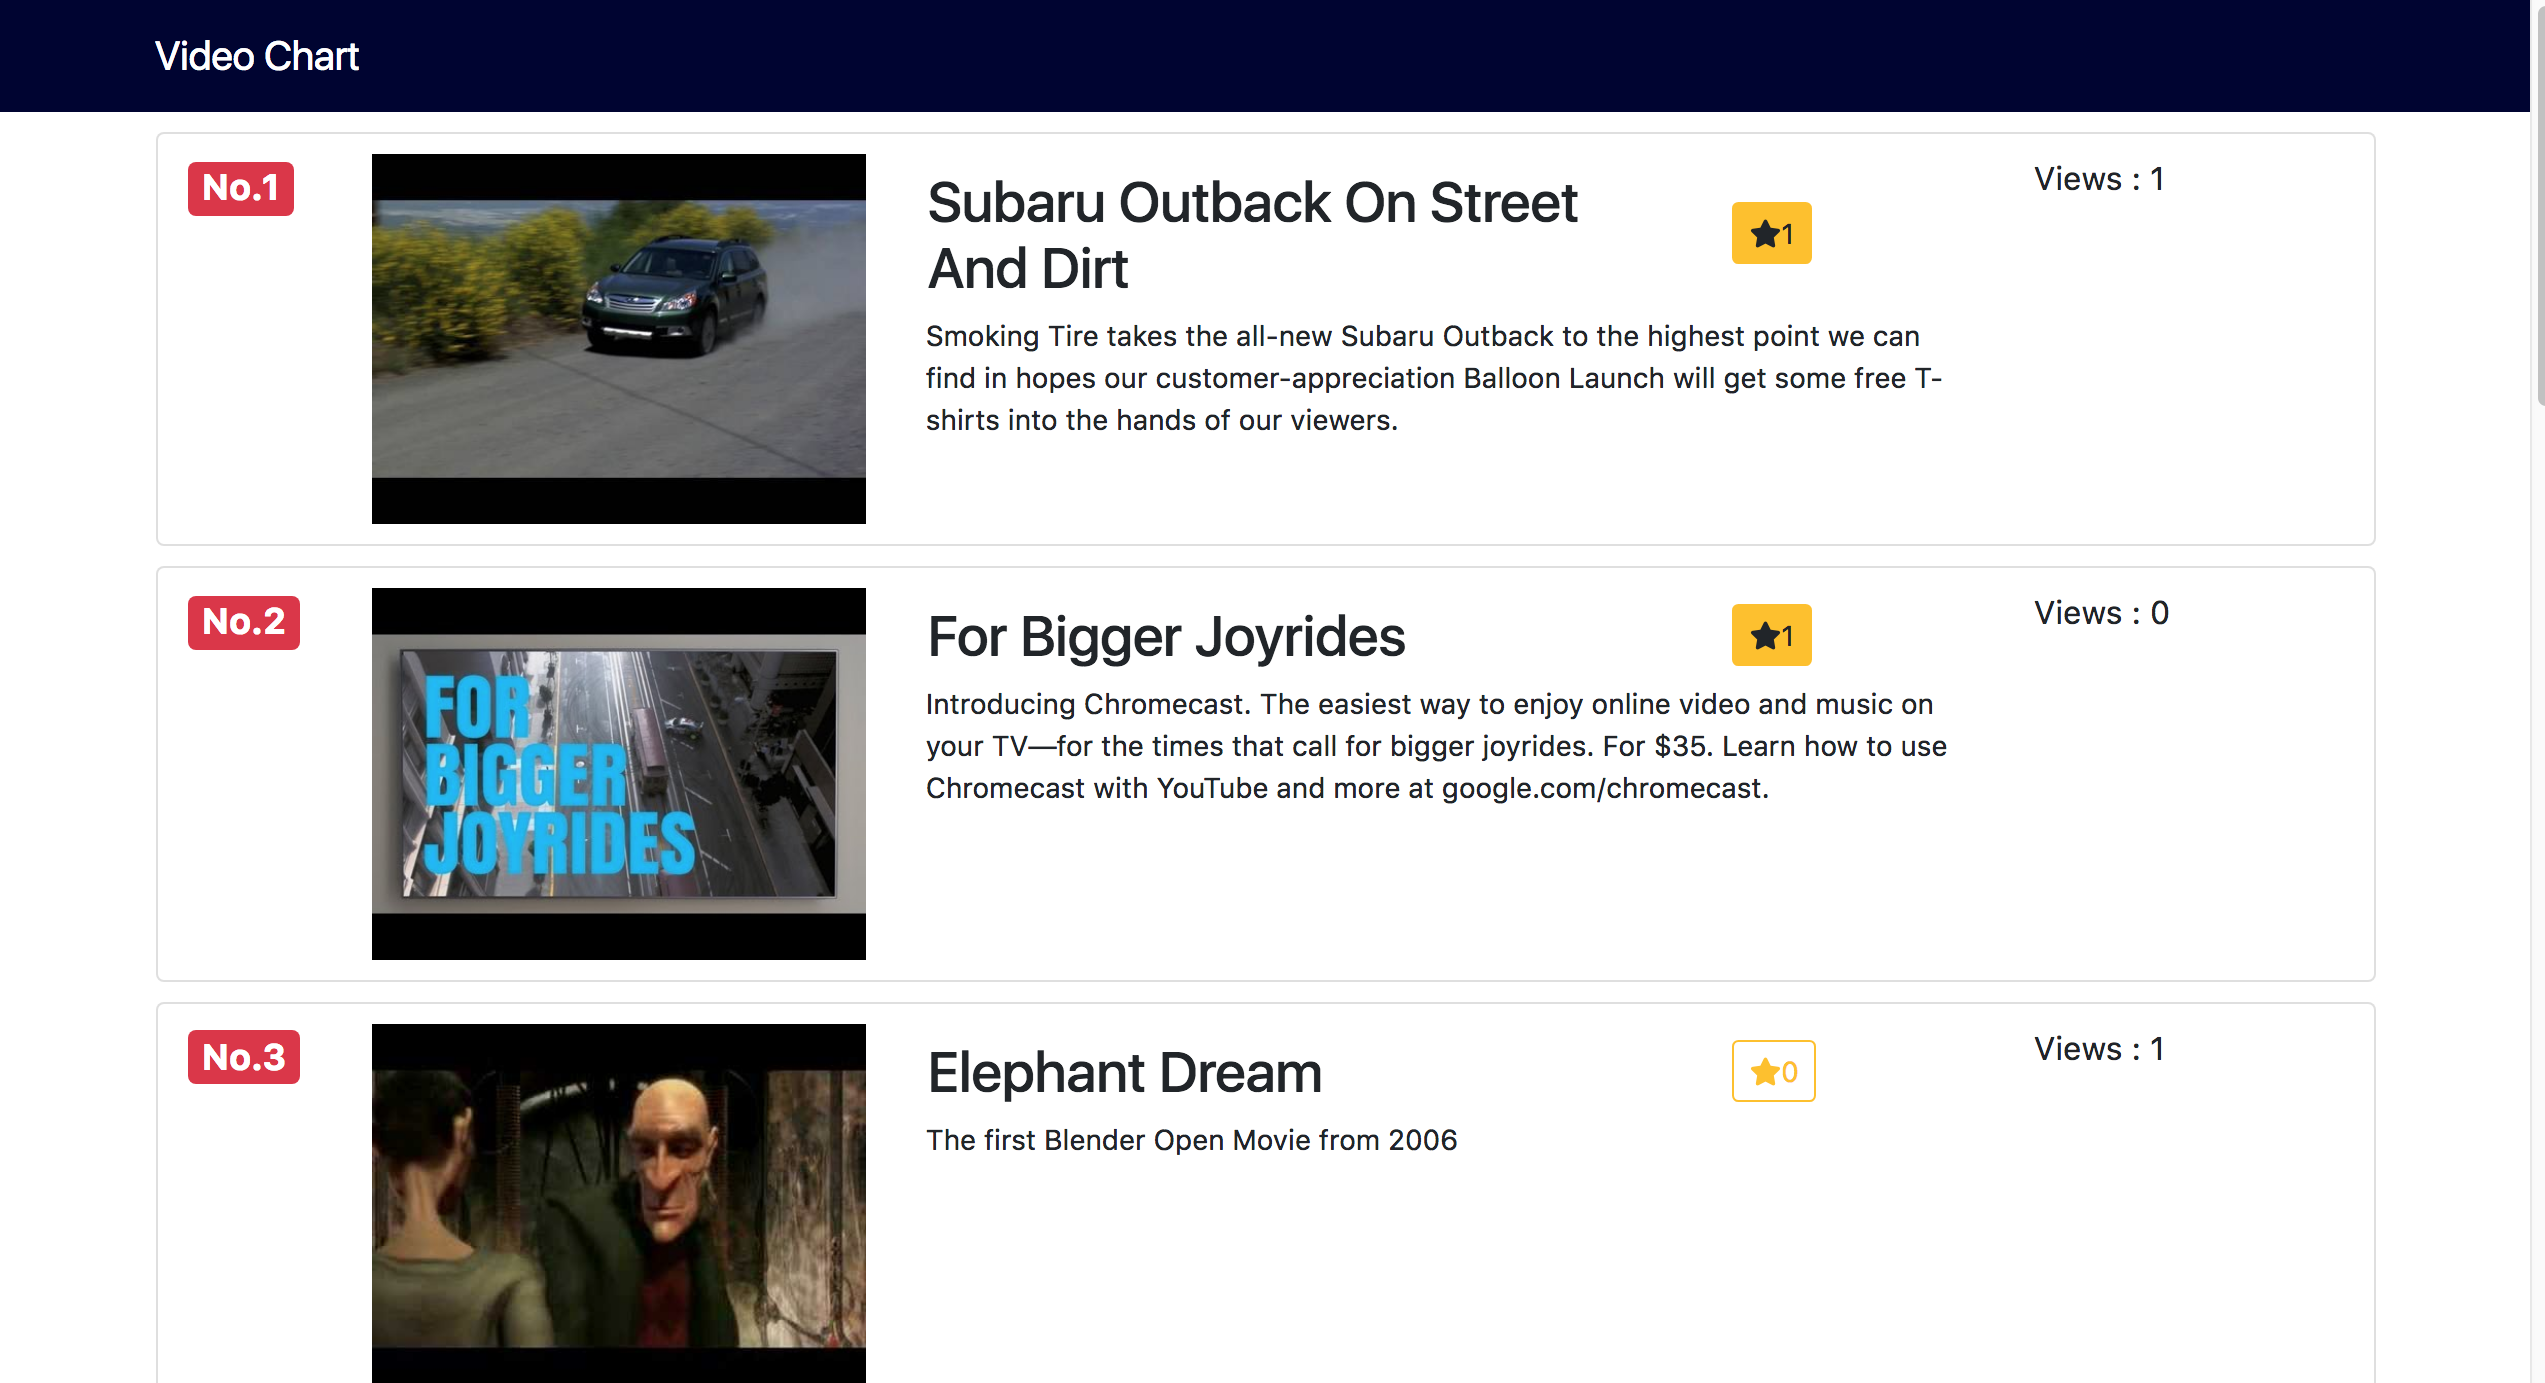 Video Chart
No.1
Subaru Outback On Street
And Dirt
1
Views : 1
Smoking Tire takes the all-new Subaru Outback to the highest point we can
find in hopes our customer-appreciation Balloon Launch will get some free T-
shirts into the hands of our viewers.
No.2
FOR
BIGGER
JOYRIDES
For Bigger Joyrides
1
Views : 0
Introducing Chromecast. The easiest way to enjoy online video and music on
your TV—for the times that call for bigger joyrides. For $35. Learn how to use
Chromecast with YouTube and more at google.com/chromecast.
No.3
Elephant Dream
0
Views : 1
The first Blender Open Movie from 2006